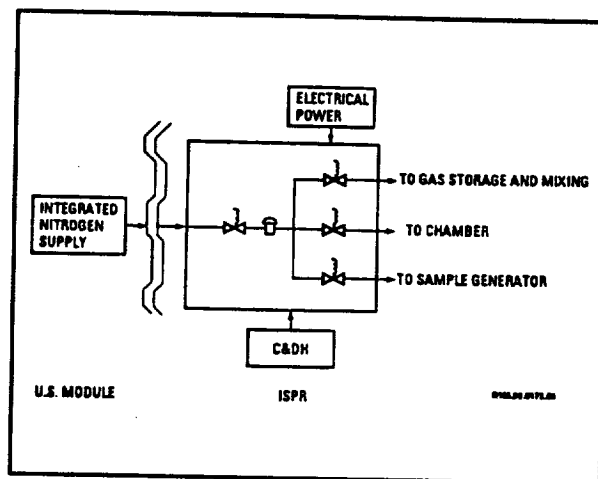 ELECTRICAL
POWER
TO GAS STORAGE AND MIXING
INTEGRATED
NITROGEN
SUPPLY
TO CHAMBER
TO SAMPLE GENERATOR
C&DH
U.S. MODULE
ISPR